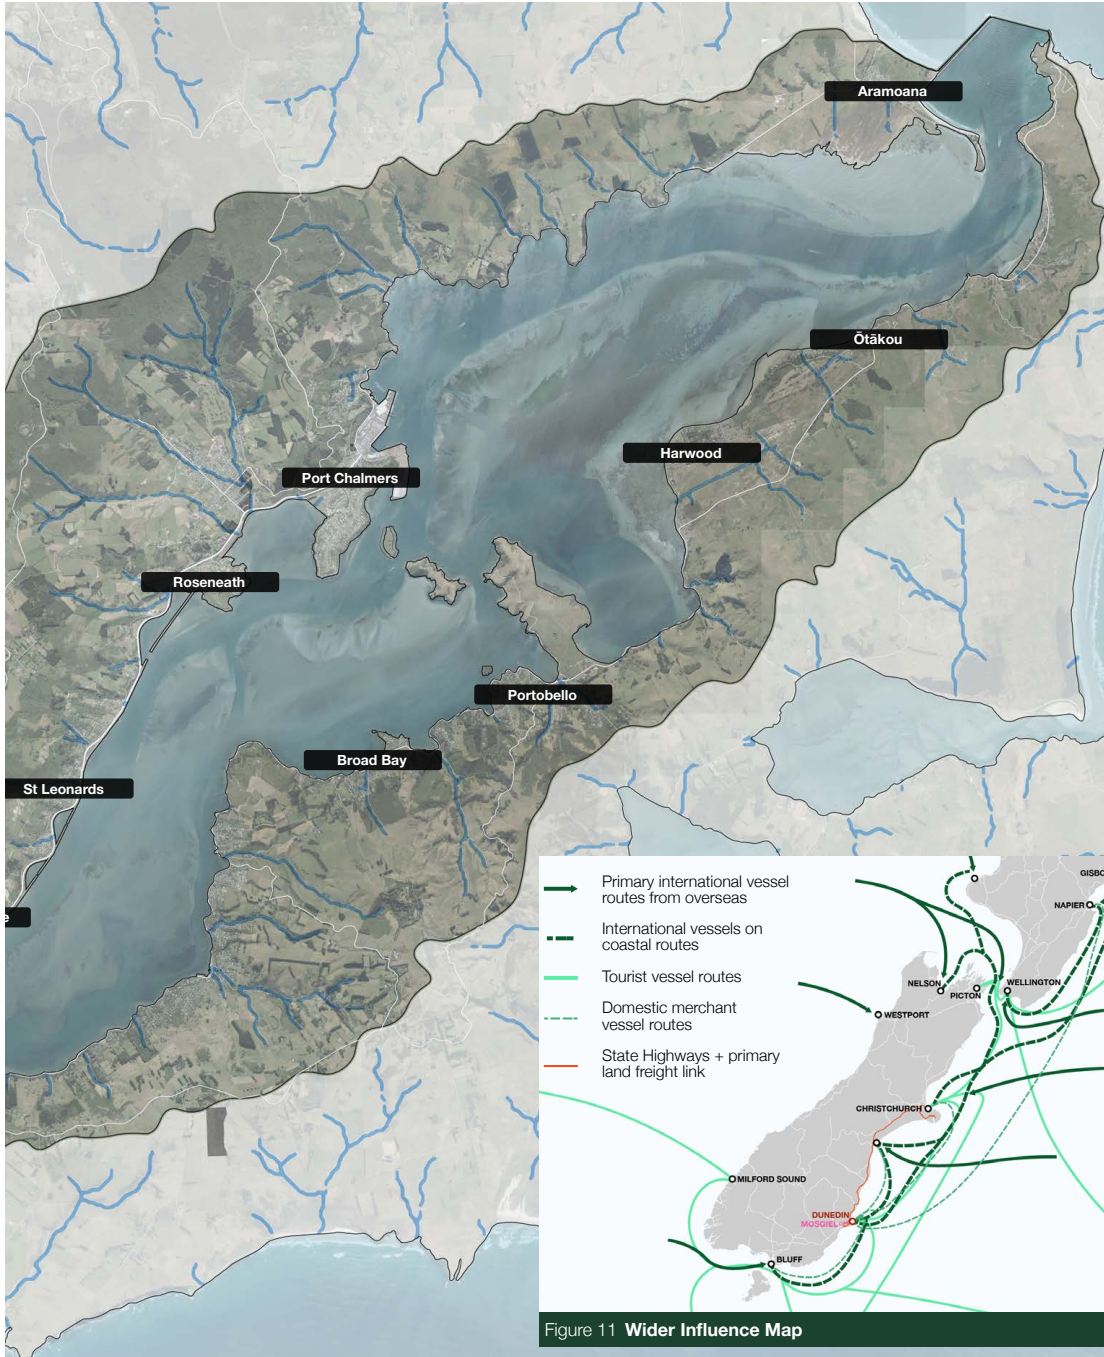 Aramoana
Ōtākou
Harwood
Port Chalmers
Roseneath
Portobello
Broad Bay
St Leonards
e
Primary international vessel
routes from overseas
International vessels on
coastal routes
Tourist vessel routes
Domestic merchant
vessel routes
State Highways + primary
land freight link
GISBO
NAPIER
NELSON
PICTON
WELLINGTON
WESTPORT
CHRISTCHURCH
MILFORD SOUND
DUNEDIN
MOSGIEL
BLUFF
Figure 11 Wider Influence Map